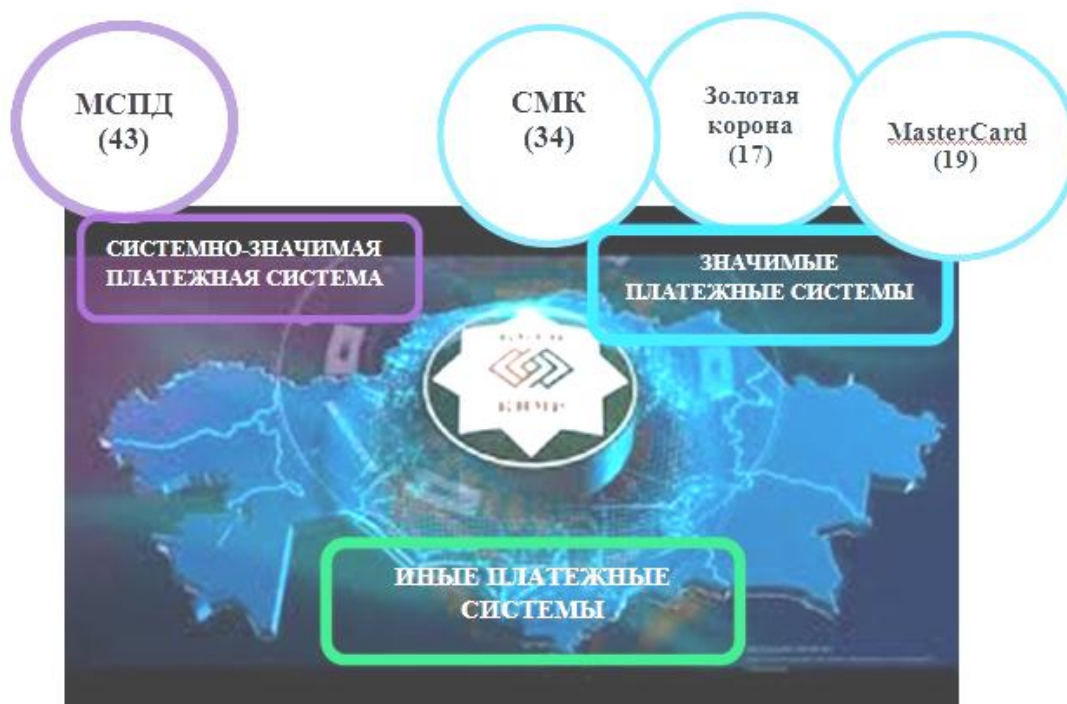 МСПД
(43)
СМК
(34)
Золотая
корона
(17)
MasterCard
(19)
СИСТЕМНО-ЗНАЧИМАЯ
ПЛАТЕЖНАЯ СИСТЕМА
ЗНАЧИМЫЕ
ПЛАТЕЖНЫЕ СИСТЕМЫ
ИНЫЕ ПЛАТЕЖНЫЕ
СИСТЕМЫ